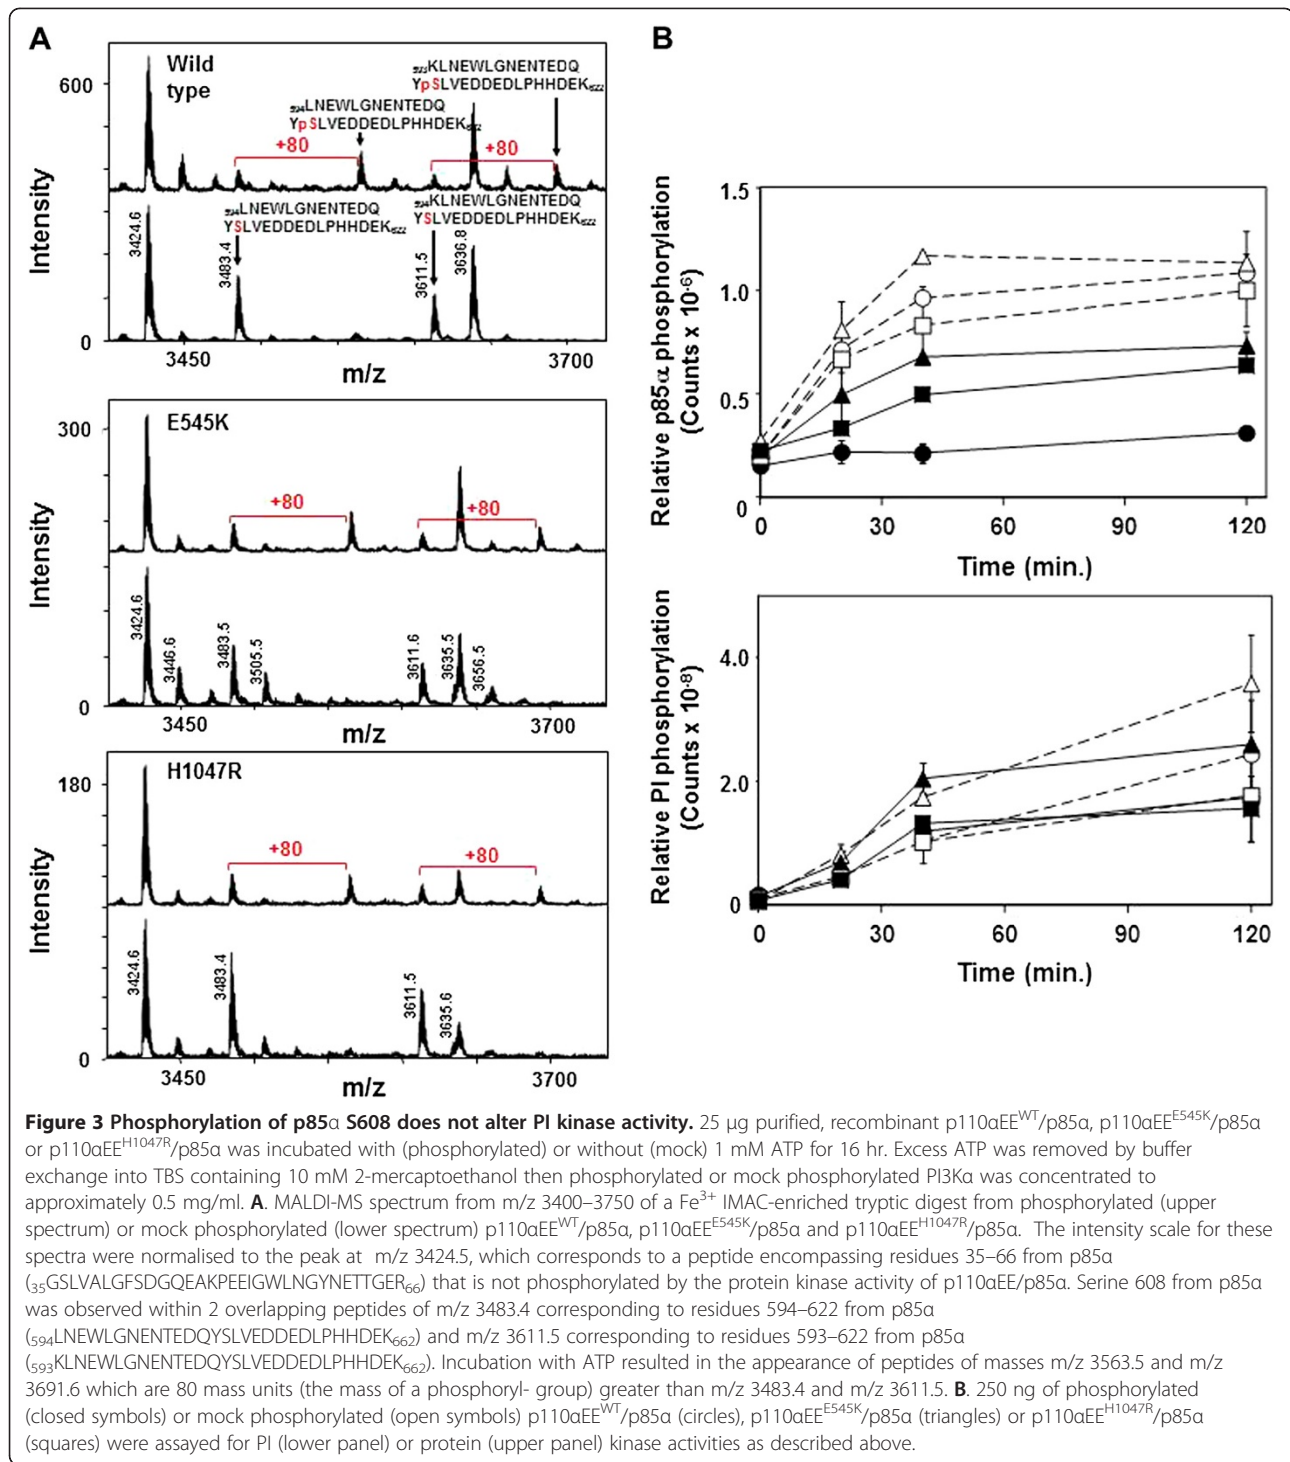 A
Wild
type
600
Intensity
593KLNEWLGNENTEDQ
YpSLVEDDEDLPHHDEK622
594LNEWLGNENTEDQ
YpSLVEDDEDLPHHDEK622
+80
+80
594LNEWLGNENTEDQ
YSLVEDDEDLPHHDEK622
593KLNEWLGNENTEDQ
YSLVEDDEDLPHHDEK622
3424.6
3483.4
3611.5
3636.8
0
3450
3700
m/z
E545K
300
Intensity
+80
+80
3424.6
3446.6
3483.5
3505.5
3611.6
3635.5
3656.5
0
3450
3700
m/z
H1047R
180
Intensity
+80
+80
3424.6
3483.4
3611.5
3635.6
0
3450
3700
m/z
B
Relative p85α phosphorylation
(Counts x 10-6)
1.5
1.0
0.5
0
0
30
60
90
120
Time (min.)
Relative PI phosphorylation
(Counts x 10-8)
4.0
2.0
0
0
30
60
90
120
Time (min.)
Figure 3 Phosphorylation of p85α S608 does not alter PI kinase activity. 25 μg purified, recombinant p110αEEWT/p85α, p110αEEE545K/p85α
or p110αEEH1047R/p85α was incubated with (phosphorylated) or without (mock) 1 mM ATP for 16 hr. Excess ATP was removed by buffer
exchange into TBS containing 10 mM 2-mercaptoethanol then phosphorylated or mock phosphorylated PI3Kα was concentrated to
approximately 0.5 mg/ml. A. MALDI-MS spectrum from m/z 3400–3750 of a Fe3+ IMAC-enriched tryptic digest from phosphorylated (upper
spectrum) or mock phosphorylated (lower spectrum) p110αEEWT/p85α, p110αEEE545K/p85α and p110αEEH1047R/p85α. The intensity scale for these
spectra were normalised to the peak at m/z 3424.5, which corresponds to a peptide encompassing residues 35–66 from p85α
(35GSLVALGFSDGQEAKPEEIGWLNGYNETTGER66) that is not phosphorylated by the protein kinase activity of p110αEE/p85α. Serine 608 from p85α
was observed within 2 overlapping peptides of m/z 3483.4 corresponding to residues 594–622 from p85α
(594LNEWLGNENTEDQYSLVEDDEDLPHHDEK662) and m/z 3611.5 corresponding to residues 593–622 from p85α
(593KLNEWLGNENTEDQYSLVEDDEDLPHHDEK662). Incubation with ATP resulted in the appearance of peptides of masses m/z 3563.5 and m/z
3691.6 which are 80 mass units (the mass of a phosphoryl- group) greater than m/z 3483.4 and m/z 3611.5. B. 250 ng of phosphorylated
(closed symbols) or mock phosphorylated (open symbols) p110αEEWT/p85α (circles), p110αEEE545K/p85α (triangles) or p110αEEH1047R/p85α
(squares) were assayed for PI (lower panel) or protein (upper panel) kinase activities as described above.